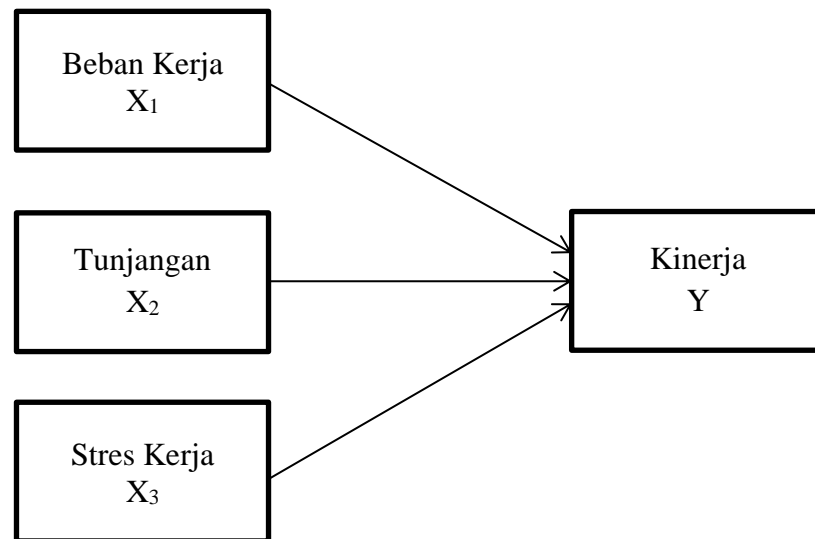 Beban Kerja
X₁
Tunjangan
X₂
Stres Kerja
X₃
Kinerja
Y